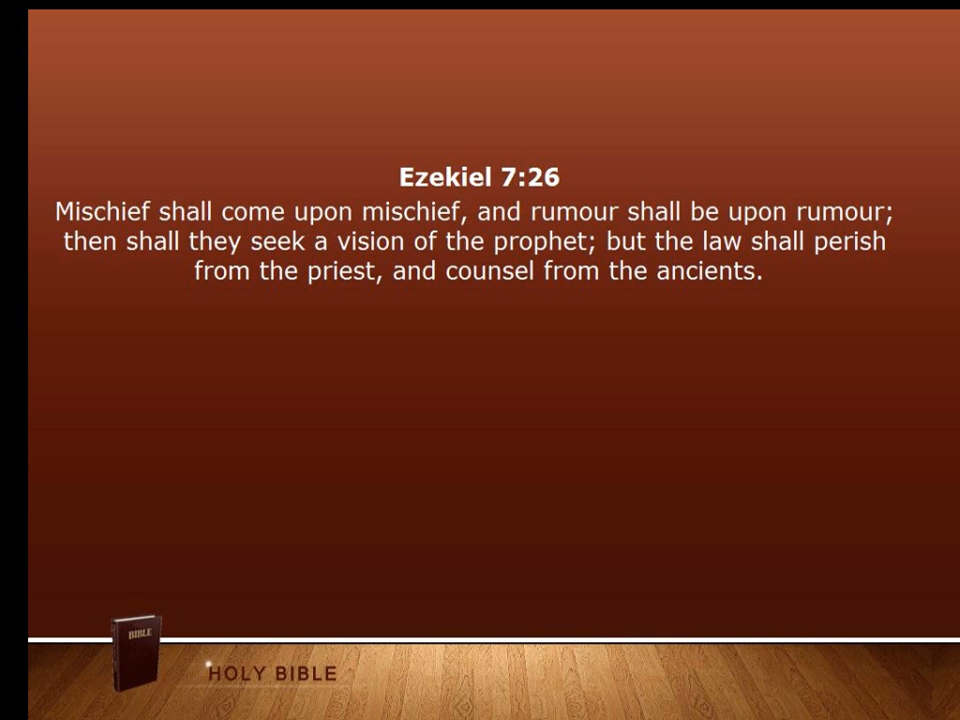 Ezekiel 7:26
Mischief shall come upon mischief, and rumour shall be upon rumour;
then shall they seek a vision of the prophet; but the law shall perish
from the priest, and counsel from the ancients.
BIBLE
HOLY BIBLE